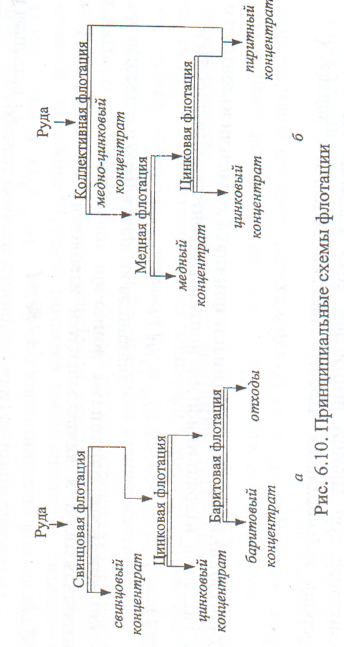 Руда
Свинцовая флотация
свинцовый
концентрат
Цинковая флотация
цинковый
концентрат
Баритовая флотация
баритовый
концентрат
отходы
а
Руда
Коллективная флотация
медно-цинковый
концентрат
Медная флотация
медный
концентрат
Цинковая флотация
цинковый
концентрат
пиритный
концентрат
б
Рис. 6.10. Принципиальные схемы флотации